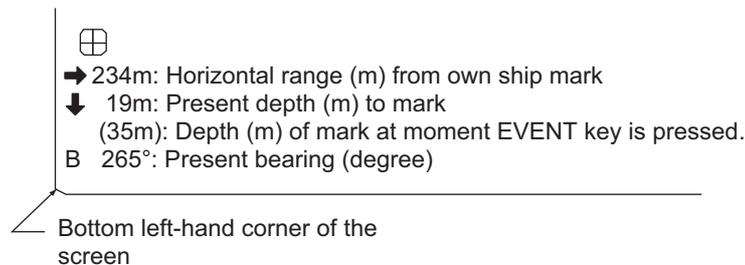 234m: Horizontal range (m) from own ship mark
19m: Present depth (m) to mark
(35m): Depth (m) of mark at moment EVENT key is pressed.
B 265°: Present bearing (degree)
Bottom left-hand corner of the
screen